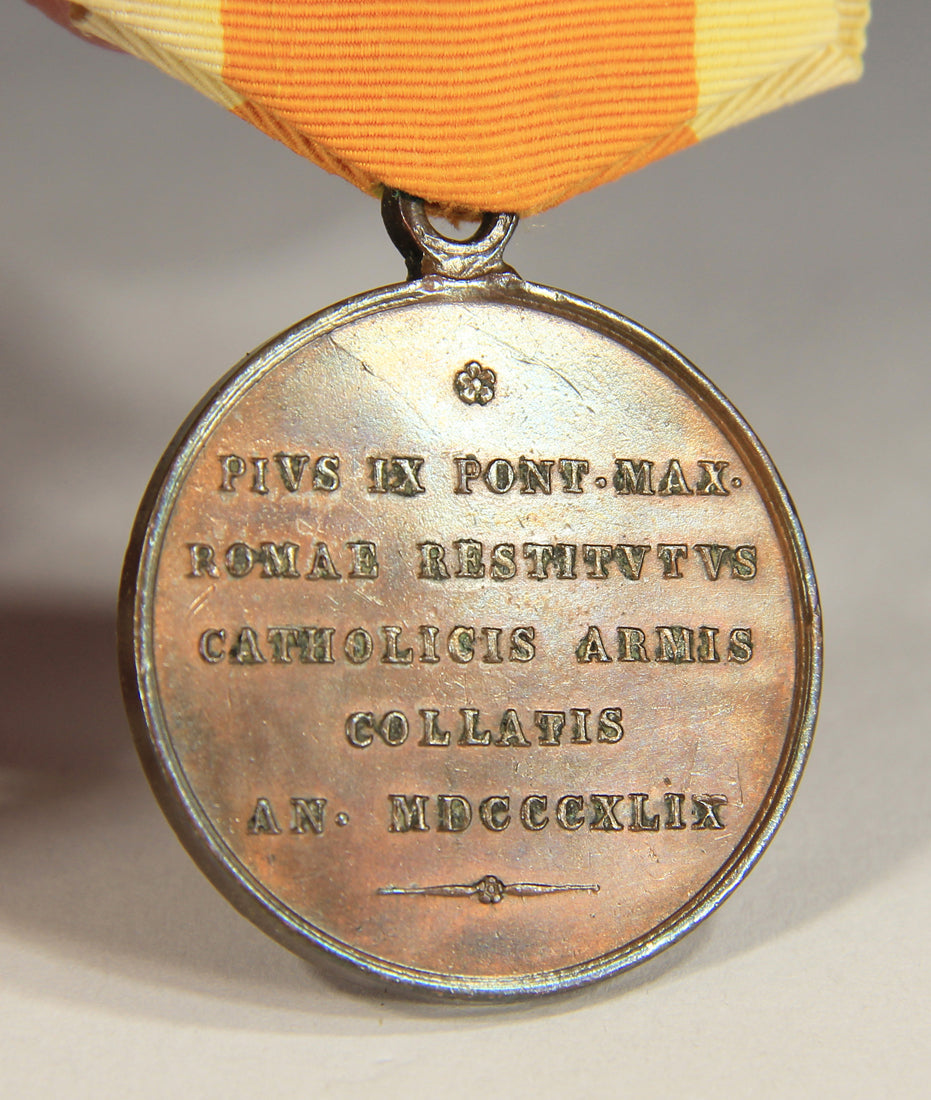 PIVS IX PONT·MAX·
ROMAE RESTITVTVS
CATHOLICIS ARMIS
COLLATIS
AN· MDCCCXLIX